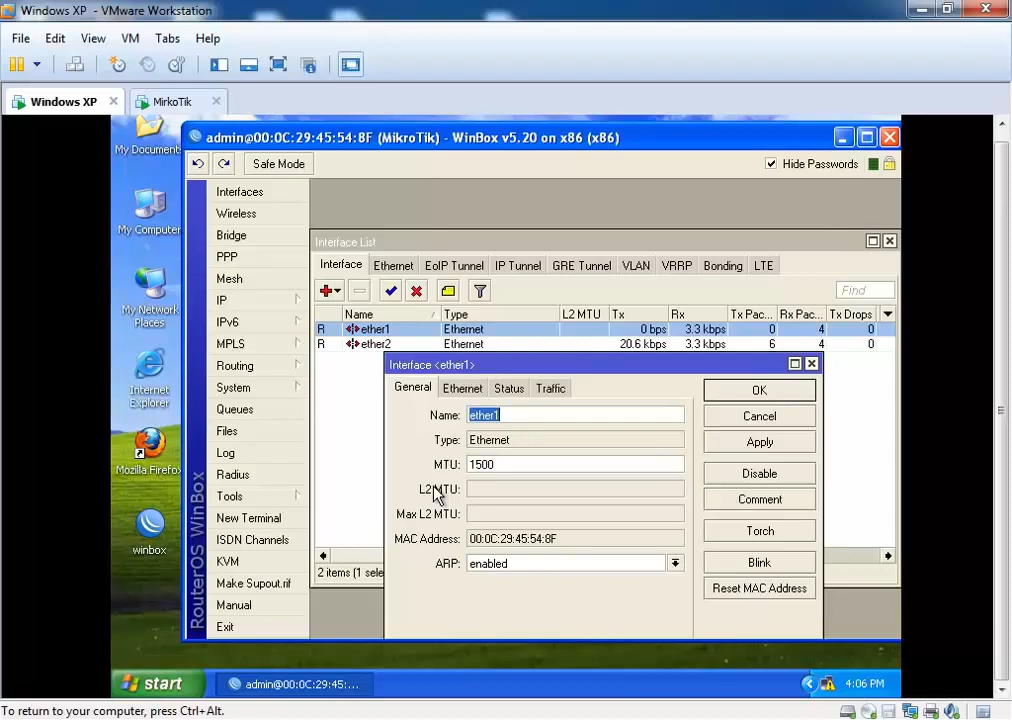 Windows XP - VMware Workstation
File Edit View VM Tabs Help
Windows XP MirkoTik
My Documents
My Computer
My Network
Places
Internet
Explorer
Mozilla Firefox
winbox
admin@00:0C:29:45:54:8F (MikroTik) - WinBox v5.20 on x86 (x86)
Safe Mode Hide Passwords
RouterOS WinBox
Interfaces
Wireless
Bridge
PPP
Mesh
IP
IPv6
MPLS
Routing
System
Queues
Files
Log
Radius
Tools
New Terminal
ISDN Channels
KVM
Make Supout.rif
Manual
Exit
Interface List
Interface Ethernet EoIP Tunnel IP Tunnel GRE Tunnel VLAN VRRP Bonding LTE
Find
Name Type L2 MTU Tx Rx Tx Pac... Rx Pac... Tx Drops
R ether1 Ethernet 0 bps 3.3 kbps 0 4 0
R ether2 Ethernet 20.6 kbps 3.3 kbps 6 4 0
2 items (1 sele
Interface <ether1>
General Ethernet Status Traffic
Name: ether1
Type: Ethernet
MTU: 1500
L2 MTU:
Max L2 MTU:
MAC Address: 00:0C:29:45:54:8F
ARP: enabled
OK
Cancel
Apply
Disable
Comment
Torch
Blink
Reset MAC Address
start admin@00:0C:29:45:... 4:06 PM
To return to your computer, press Ctrl+Alt.